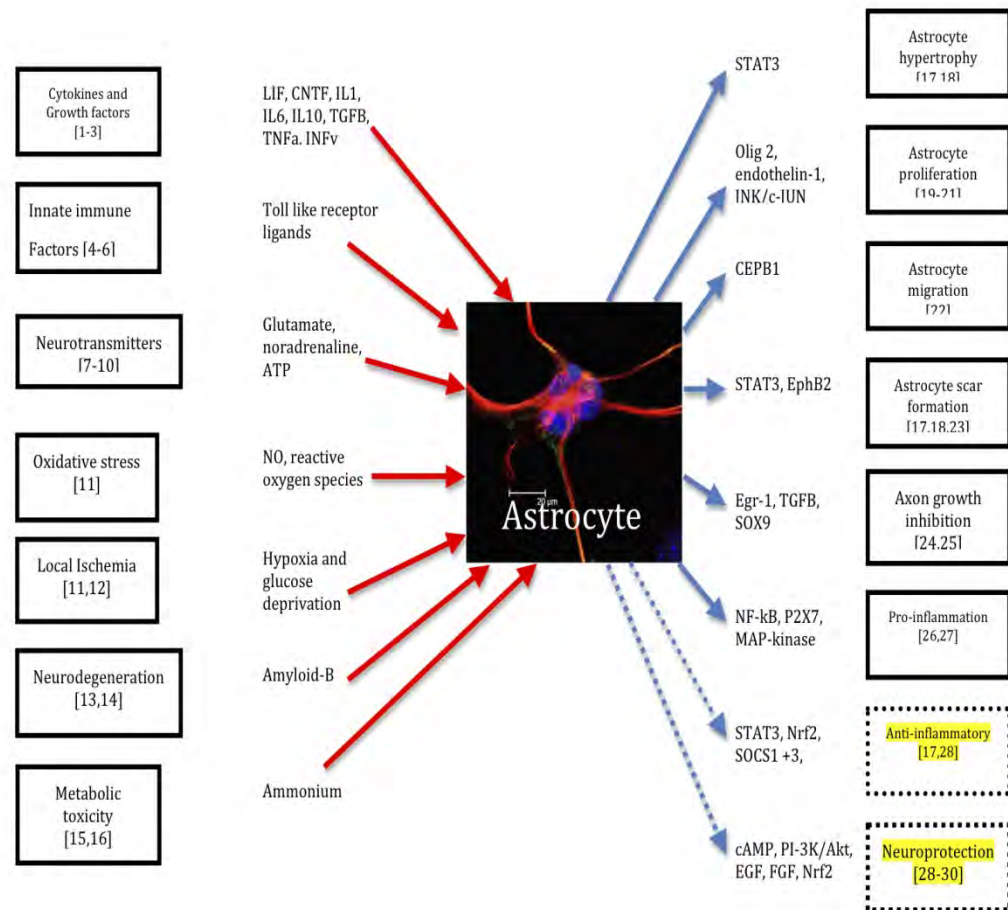 Cytokines and
Growth factors
[1-3]
Innate immune
Factors [4-6]
Neurotransmitters
[7-10]
Oxidative stress
[11]
Local Ischemia
[11,12]
Neurodegeneration
[13,14]
Metabolic
toxicity
[15,16]
LIF, CNTF, IL1,
IL6, IL10, TGFB,
TNFa. INFv
Toll like receptor
ligands
Glutamate,
noradrenaline,
ATP
NO, reactive
oxygen species
Hypoxia and
glucose
deprivation
Amyloid-B
Ammonium
20 μm
Astrocyte
STAT3
Olig 2,
endothelin-1,
INK/c-JUN
CEPB1
STAT3, EphB2
Egr-1, TGFB,
SOX9
NF-kB, P2X7,
MAP-kinase
STAT3, Nrf2,
SOCS1 +3,
cAMP, PI-3K/Akt,
EGF, FGF, Nrf2
Astrocyte
hypertrophy
[17,18]
Astrocyte
proliferation
[19-21]
Astrocyte
migration
[22]
Astrocyte scar
formation
[17,18,23]
Axon growth
inhibition
[24,25]
Pro-inflammation
[26,27]
Anti-inflammatory
[17,28]
Neuroprotection
[28-30]